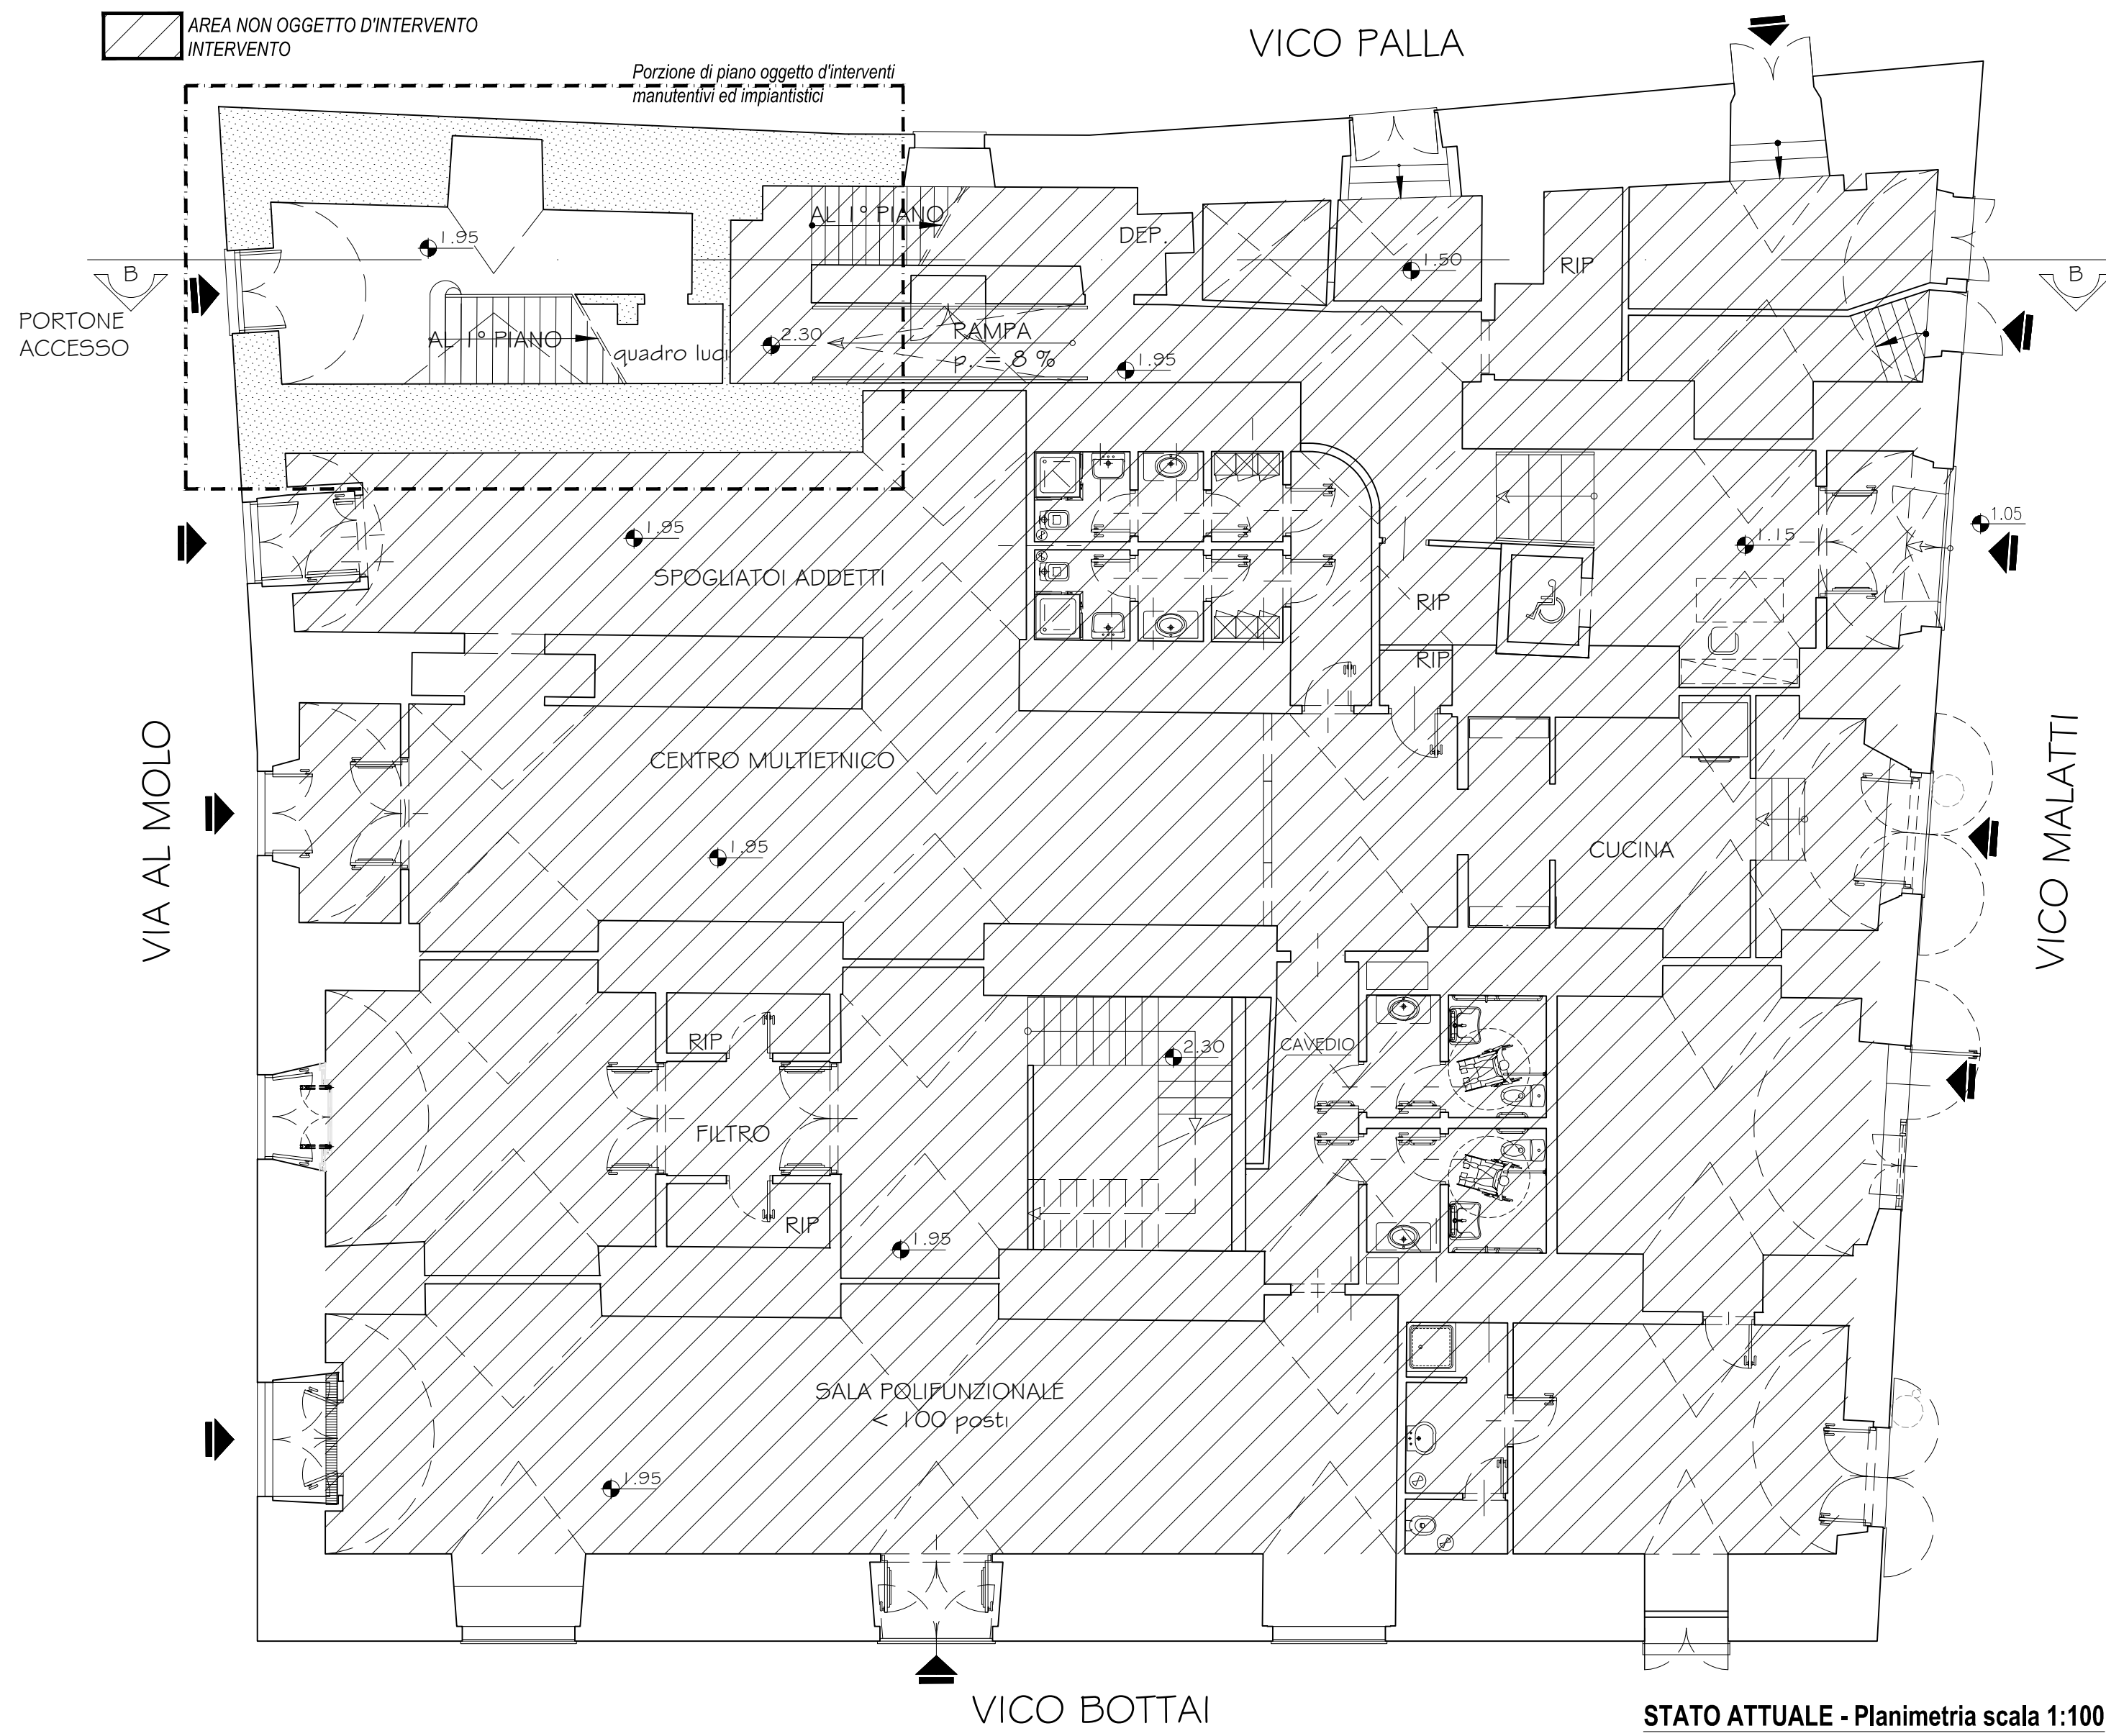 AREA NON OGGETTO D'INTERVENTO
INTERVENTO
VICO PALLA
Porzione di piano oggetto d'interventi
manutentivi ed impiantistici
AL 1° PIANO
DEP.
1.95
1.50
RIP
B
B
PORTONE
ACCESSO
AL 1° PIANO
quadro luci
2.30
RAMPA
p. = 8 %
1.95
1.05
1.95
1.15
SPOGLIATOI ADDETTI
RIP
RIP
VIA AL MOLO
CENTRO MULTIETNICO
VICO MALATTI
1.95
CUCINA
RIP
2.30
CAVEDIO
FILTRO
RIP
1.95
SALA POLIFUNZIONALE
< 100 posti
1.95
VICO BOTTAI
STATO ATTUALE - Planimetria scala 1:100